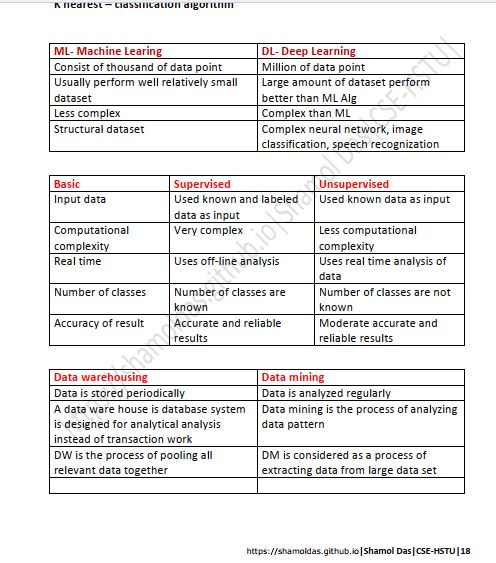 K nearest – classification algorithm
ML- Machine Learing DL- Deep Learning
Consist of thousand of data point Million of data point
Usually perform well relatively small Large amount of dataset perform
dataset better than ML Alg
Less complex Complex than ML
Structural dataset Complex neural network, image
classification, speech recognization
Basic Supervised Unsupervised
Input data Used known and labeled Used known data as input
data as input
Computational Very complex Less computational
complexity complexity
Real time Uses off-line analysis Uses real time analysis of
data
Number of classes Number of classes are Number of classes are not
known known
Accuracy of result Accurate and reliable Moderate accurate and
results reliable results
Data warehousing Data mining
Data is stored periodically Data is analyzed regularly
A data ware house is database system Data mining is the process of analyzing
is designed for analytical analysis data pattern
instead of transaction work
DW is the process of pooling all DM is considered as a process of
relevant data together extracting data from large data set
https://shamoldas.github.io|Shamol Das|CSE-HSTU|
https://shamoldas.github.io|Shamol Das|CSE-HSTU|18